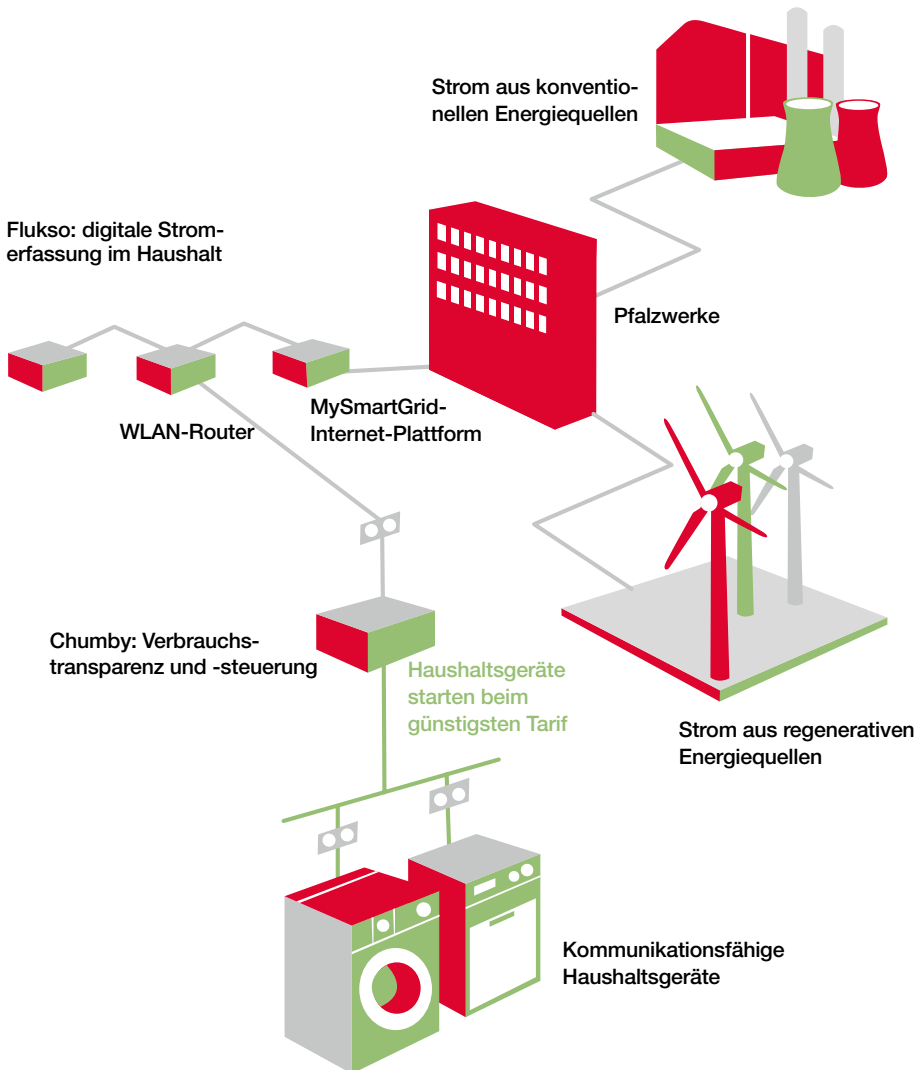 Strom aus konventio-
nellen Energiequellen
Flukso: digitale Strom-
erfassung im Haushalt
Pfalzwerke
WLAN-Router
MySmartGrid-
Internet-Plattform
Chumby: Verbrauchs-
transparenz und -steuerung
Haushaltsgeräte
starten beim
günstigsten Tarif
Strom aus regenerativen
Energiequellen
Kommunikationsfähige
Haushaltsgeräte